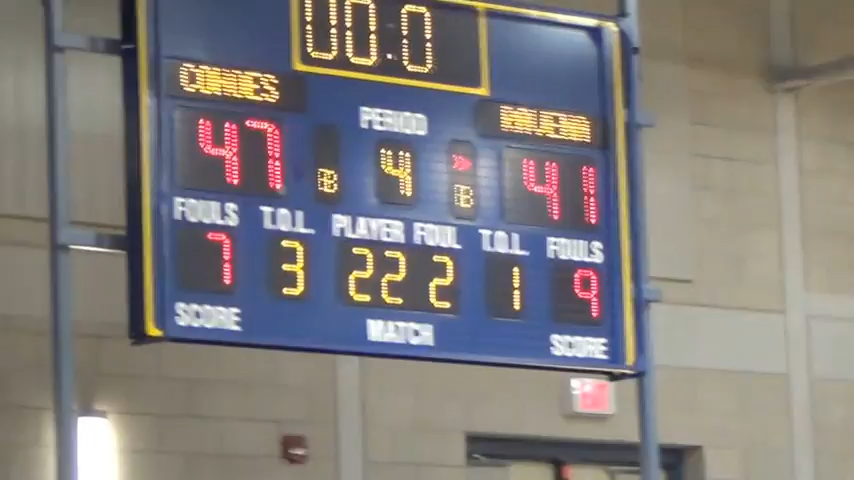 00.0
CONDES
PERIOD
47 4 41
B B
FOULS T.O.L. PLAYER FOUL T.O.L. FOULS
7 3 22 2 1 9
SCORE MATCH SCORE